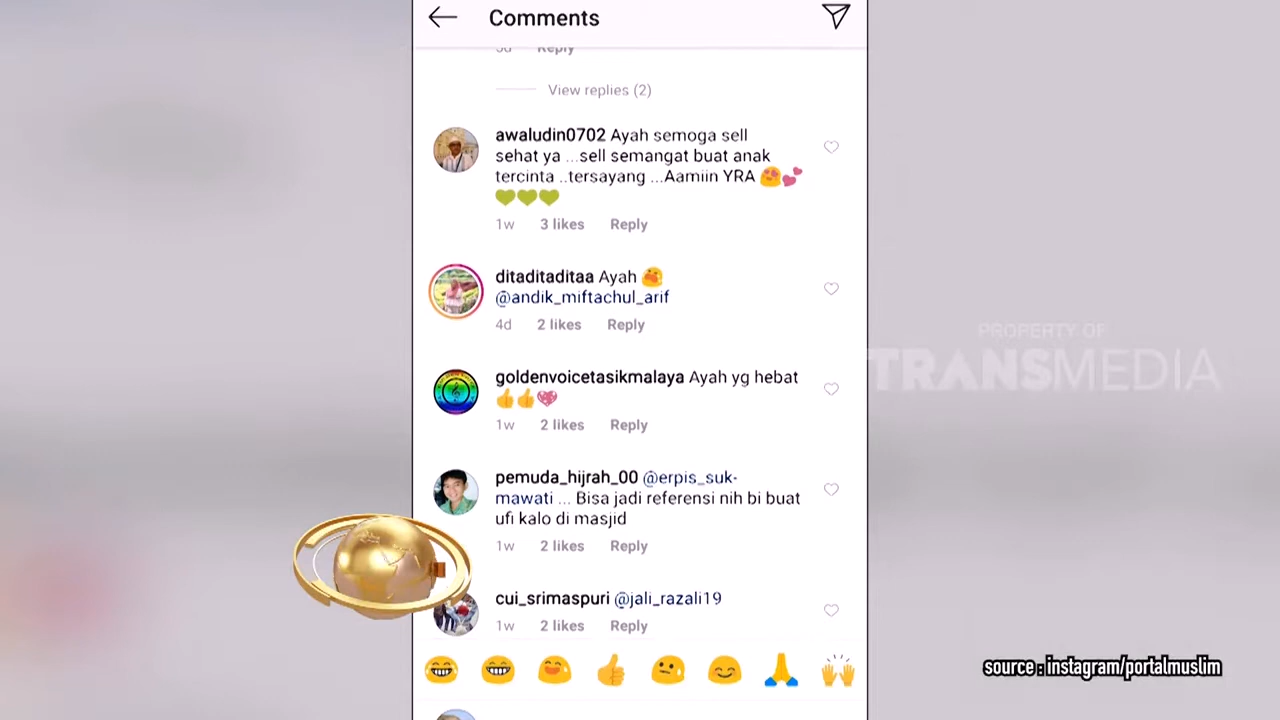 Comments
Reply
View replies (2)
awaludin0702 Ayah semoga sell
sehat ya ...sell semangat buat anak
tercinta ..tersayang ...Aamiin YRA 😍💕
💚💚💚
1w 3 likes Reply
ditaditaditaa Ayah 😭
@andik_miftachul_arif
4d 2 likes Reply
goldenvoicetasikmalaya Ayah yg hebat
👍👍💖
1w 2 likes Reply
pemuda_hijrah_00 @erpis_suk-
mawati ... Bisa jadi referensi nih bi buat
ufi kalo di masjid
1w 2 likes Reply
cui_srimaspuri @jali_razali19
1w 2 likes Reply
PROPERTY OF
TRANSMEDIA
source : instagram/portalmuslim